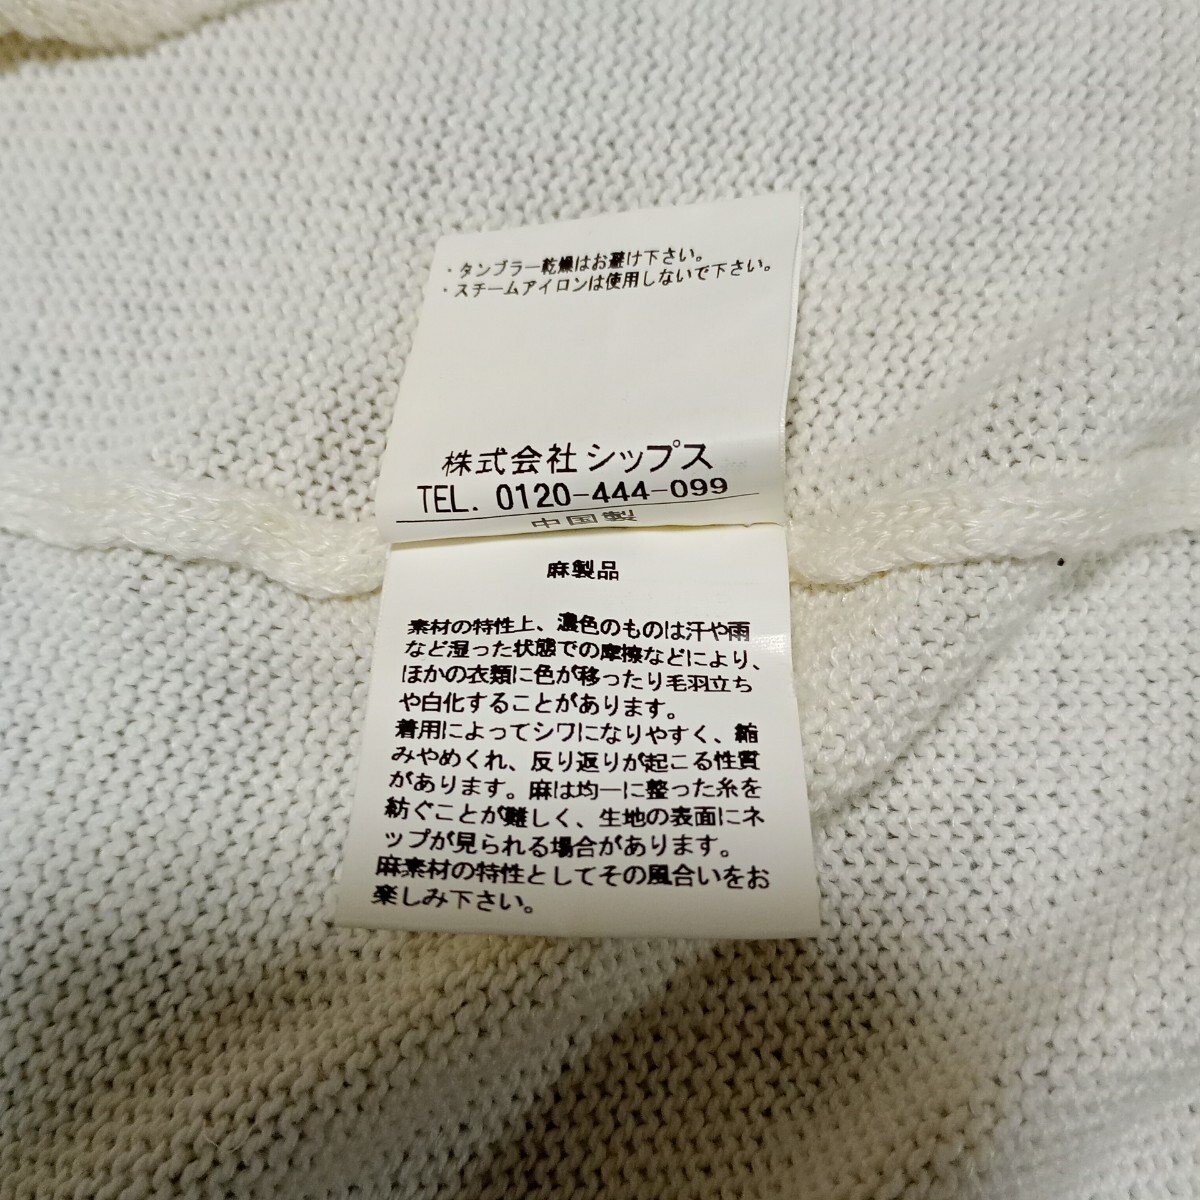 ・タンブラー乾燥はお避け下さい。
・スチームアイロンは使用しないで下さい。
株式会社シップス
TEL. 0120-444-099
中国製
麻製品
素材の特性上、濃色のものは汗や雨
など湿った状態での摩擦などにより、
ほかの衣類に色が移ったり毛羽立ち
や白化することがあります。
着用によってシワになりやすく、縮
みやめくれ、反り返りが起こる性質
があります。麻は均一に整った糸を
紡ぐことが難しく、生地の表面にネ
ップが見られる場合があります。
麻素材の特性としてその風合いをお
楽しみ下さい。